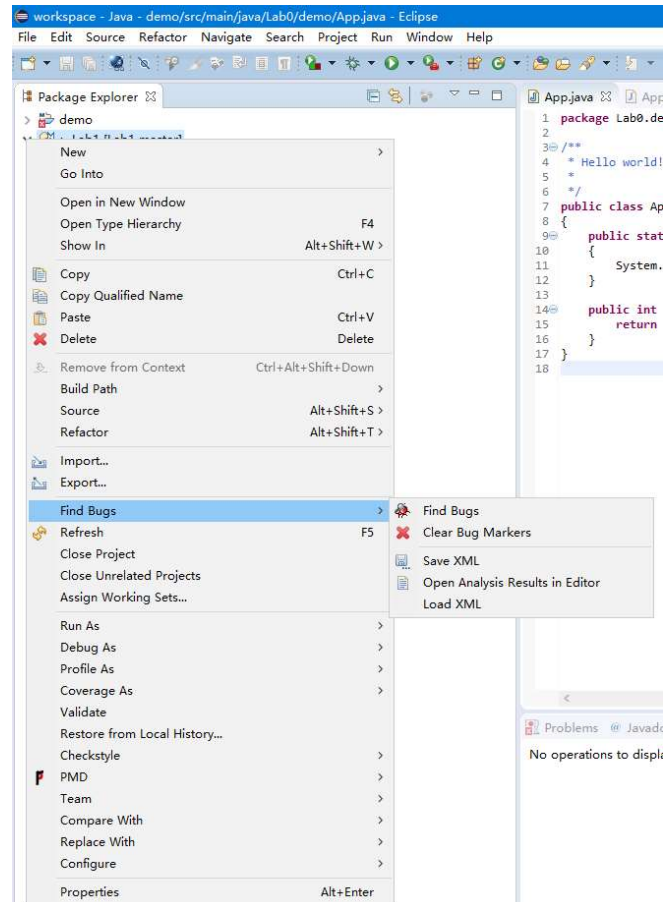 workspace - Java - demo/src/main/java/Lab0/demo/App.java - Eclipse
File Edit Source Refactor Navigate Search Project Run Window Help
Package Explorer
demo
New
Go Into
Open in New Window
Open Type Hierarchy F4
Show In Alt+Shift+W >
Copy Ctrl+C
Copy Qualified Name
Paste Ctrl+V
Delete Delete
Remove from Context Ctrl+Alt+Shift+Down
Build Path >
Source Alt+Shift+S >
Refactor Alt+Shift+T >
Import...
Export...
Find Bugs >
Refresh F5
Close Project
Close Unrelated Projects
Assign Working Sets...
Run As >
Debug As >
Profile As >
Coverage As >
Validate
Restore from Local History...
Checkstyle >
PMD >
Team >
Compare With >
Replace With >
Configure >
Properties Alt+Enter
Find Bugs
Clear Bug Markers
Save XML
Open Analysis Results in Editor
Load XML
App.java App
1 package Lab0.de
2
3 /**
4 * Hello world!
5 *
6 */
7 public class Ap
8 {
9 public stat
10 {
11 System.
12 }
13
14 public int
15 return
16 }
17 }
18
Problems @ Javado
No operations to displa